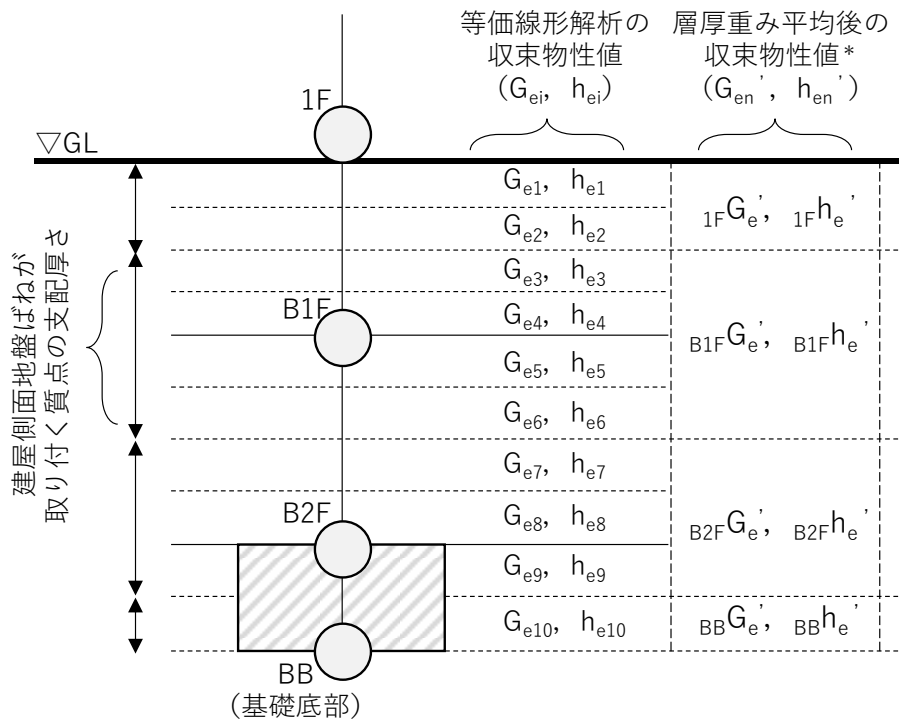 等価線形解析の
収束物性値
(Gei, hei)
層厚重み平均後の
収束物性値*
(Gen', hen')
1F
▽GL
Ge1, he1
Ge2, he2
1FGe', 1Fhe'
Ge3, he3
B1F
Ge4, he4
B1FGe', B1Fhe'
Ge5, he5
Ge6, he6
建屋側面地盤ばねが
取り付く質点の支配厚さ
Ge7, he7
B2F
Ge8, he8
B2FGe', B2Fhe'
Ge9, he9
Ge10, he10
BBGe', BBhe'
BB
(基礎底部)